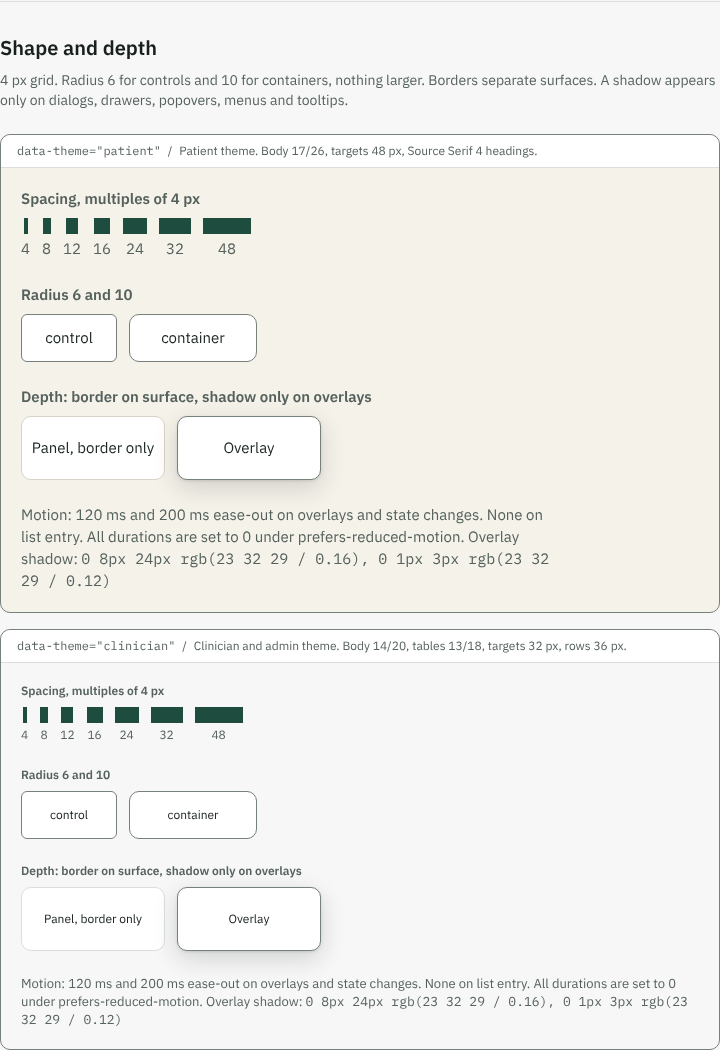 Shape and depth
4 px grid. Radius 6 for controls and 10 for containers, nothing larger. Borders separate surfaces. A shadow appears
only on dialogs, drawers, popovers, menus and tooltips.
data-theme="patient" / Patient theme. Body 17/26, targets 48 px, Source Serif 4 headings.
Spacing, multiples of 4 px
4 8 12 16 24 32 48
Radius 6 and 10
control container
Depth: border on surface, shadow only on overlays
Panel, border only Overlay
Motion: 120 ms and 200 ms ease-out on overlays and state changes. None on
list entry. All durations are set to 0 under prefers-reduced-motion. Overlay
shadow: 0 8px 24px rgb(23 32 29 / 0.16), 0 1px 3px rgb(23 32
29 / 0.12)
data-theme="clinician" / Clinician and admin theme. Body 14/20, tables 13/18, targets 32 px, rows 36 px.
Spacing, multiples of 4 px
4 8 12 16 24 32 48
Radius 6 and 10
control container
Depth: border on surface, shadow only on overlays
Panel, border only Overlay
Motion: 120 ms and 200 ms ease-out on overlays and state changes. None on list entry. All durations are set to 0
under prefers-reduced-motion. Overlay shadow: 0 8px 24px rgb(23 32 29 / 0.16), 0 1px 3px rgb(23
32 29 / 0.12)